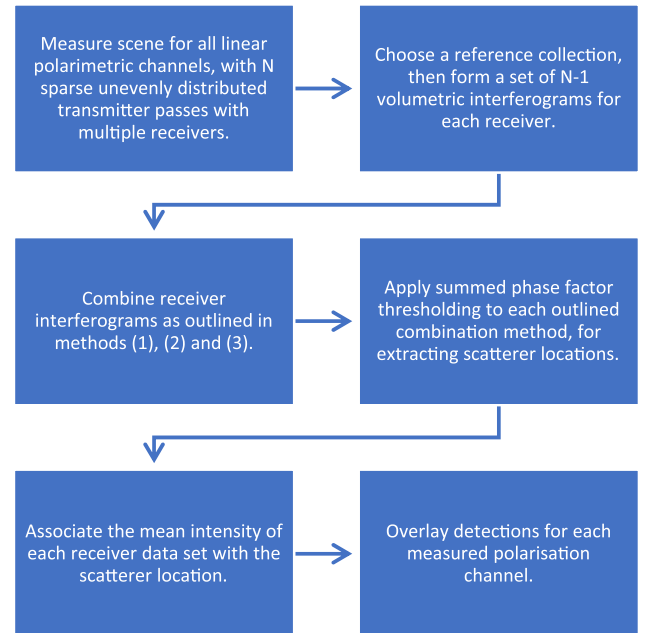 Measure scene for all linear
polarimetric channels, with N
sparse unevenly distributed
transmitter passes with
multiple receivers.
Choose a reference collection,
then form a set of N-1
volumetric interferograms for
each receiver.
Combine receiver
interferograms as outlined in
methods (1), (2) and (3).
Apply summed phase factor
thresholding to each outlined
combination method, for
extracting scatterer locations.
Associate the mean intensity of
each receiver data set with the
scatterer location.
Overlay detections for each
measured polarisation
channel.